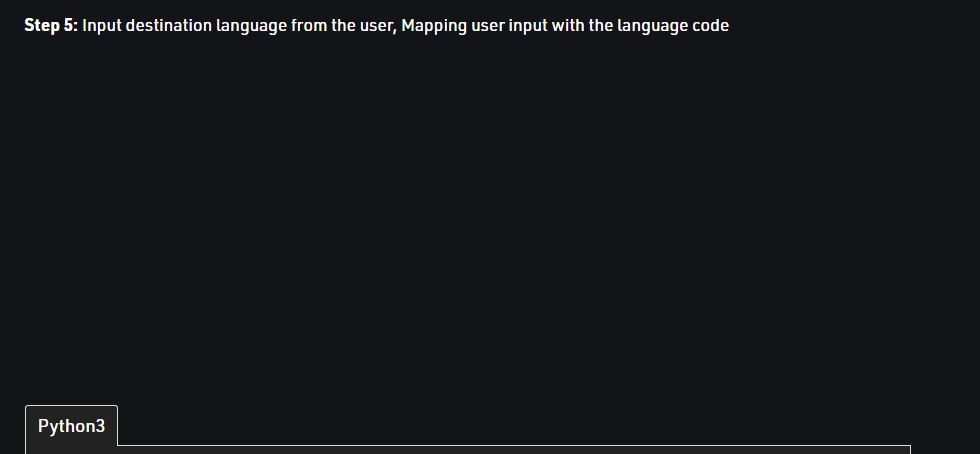 Step 5: Input destination language from the user, Mapping user input with the language code
Python3